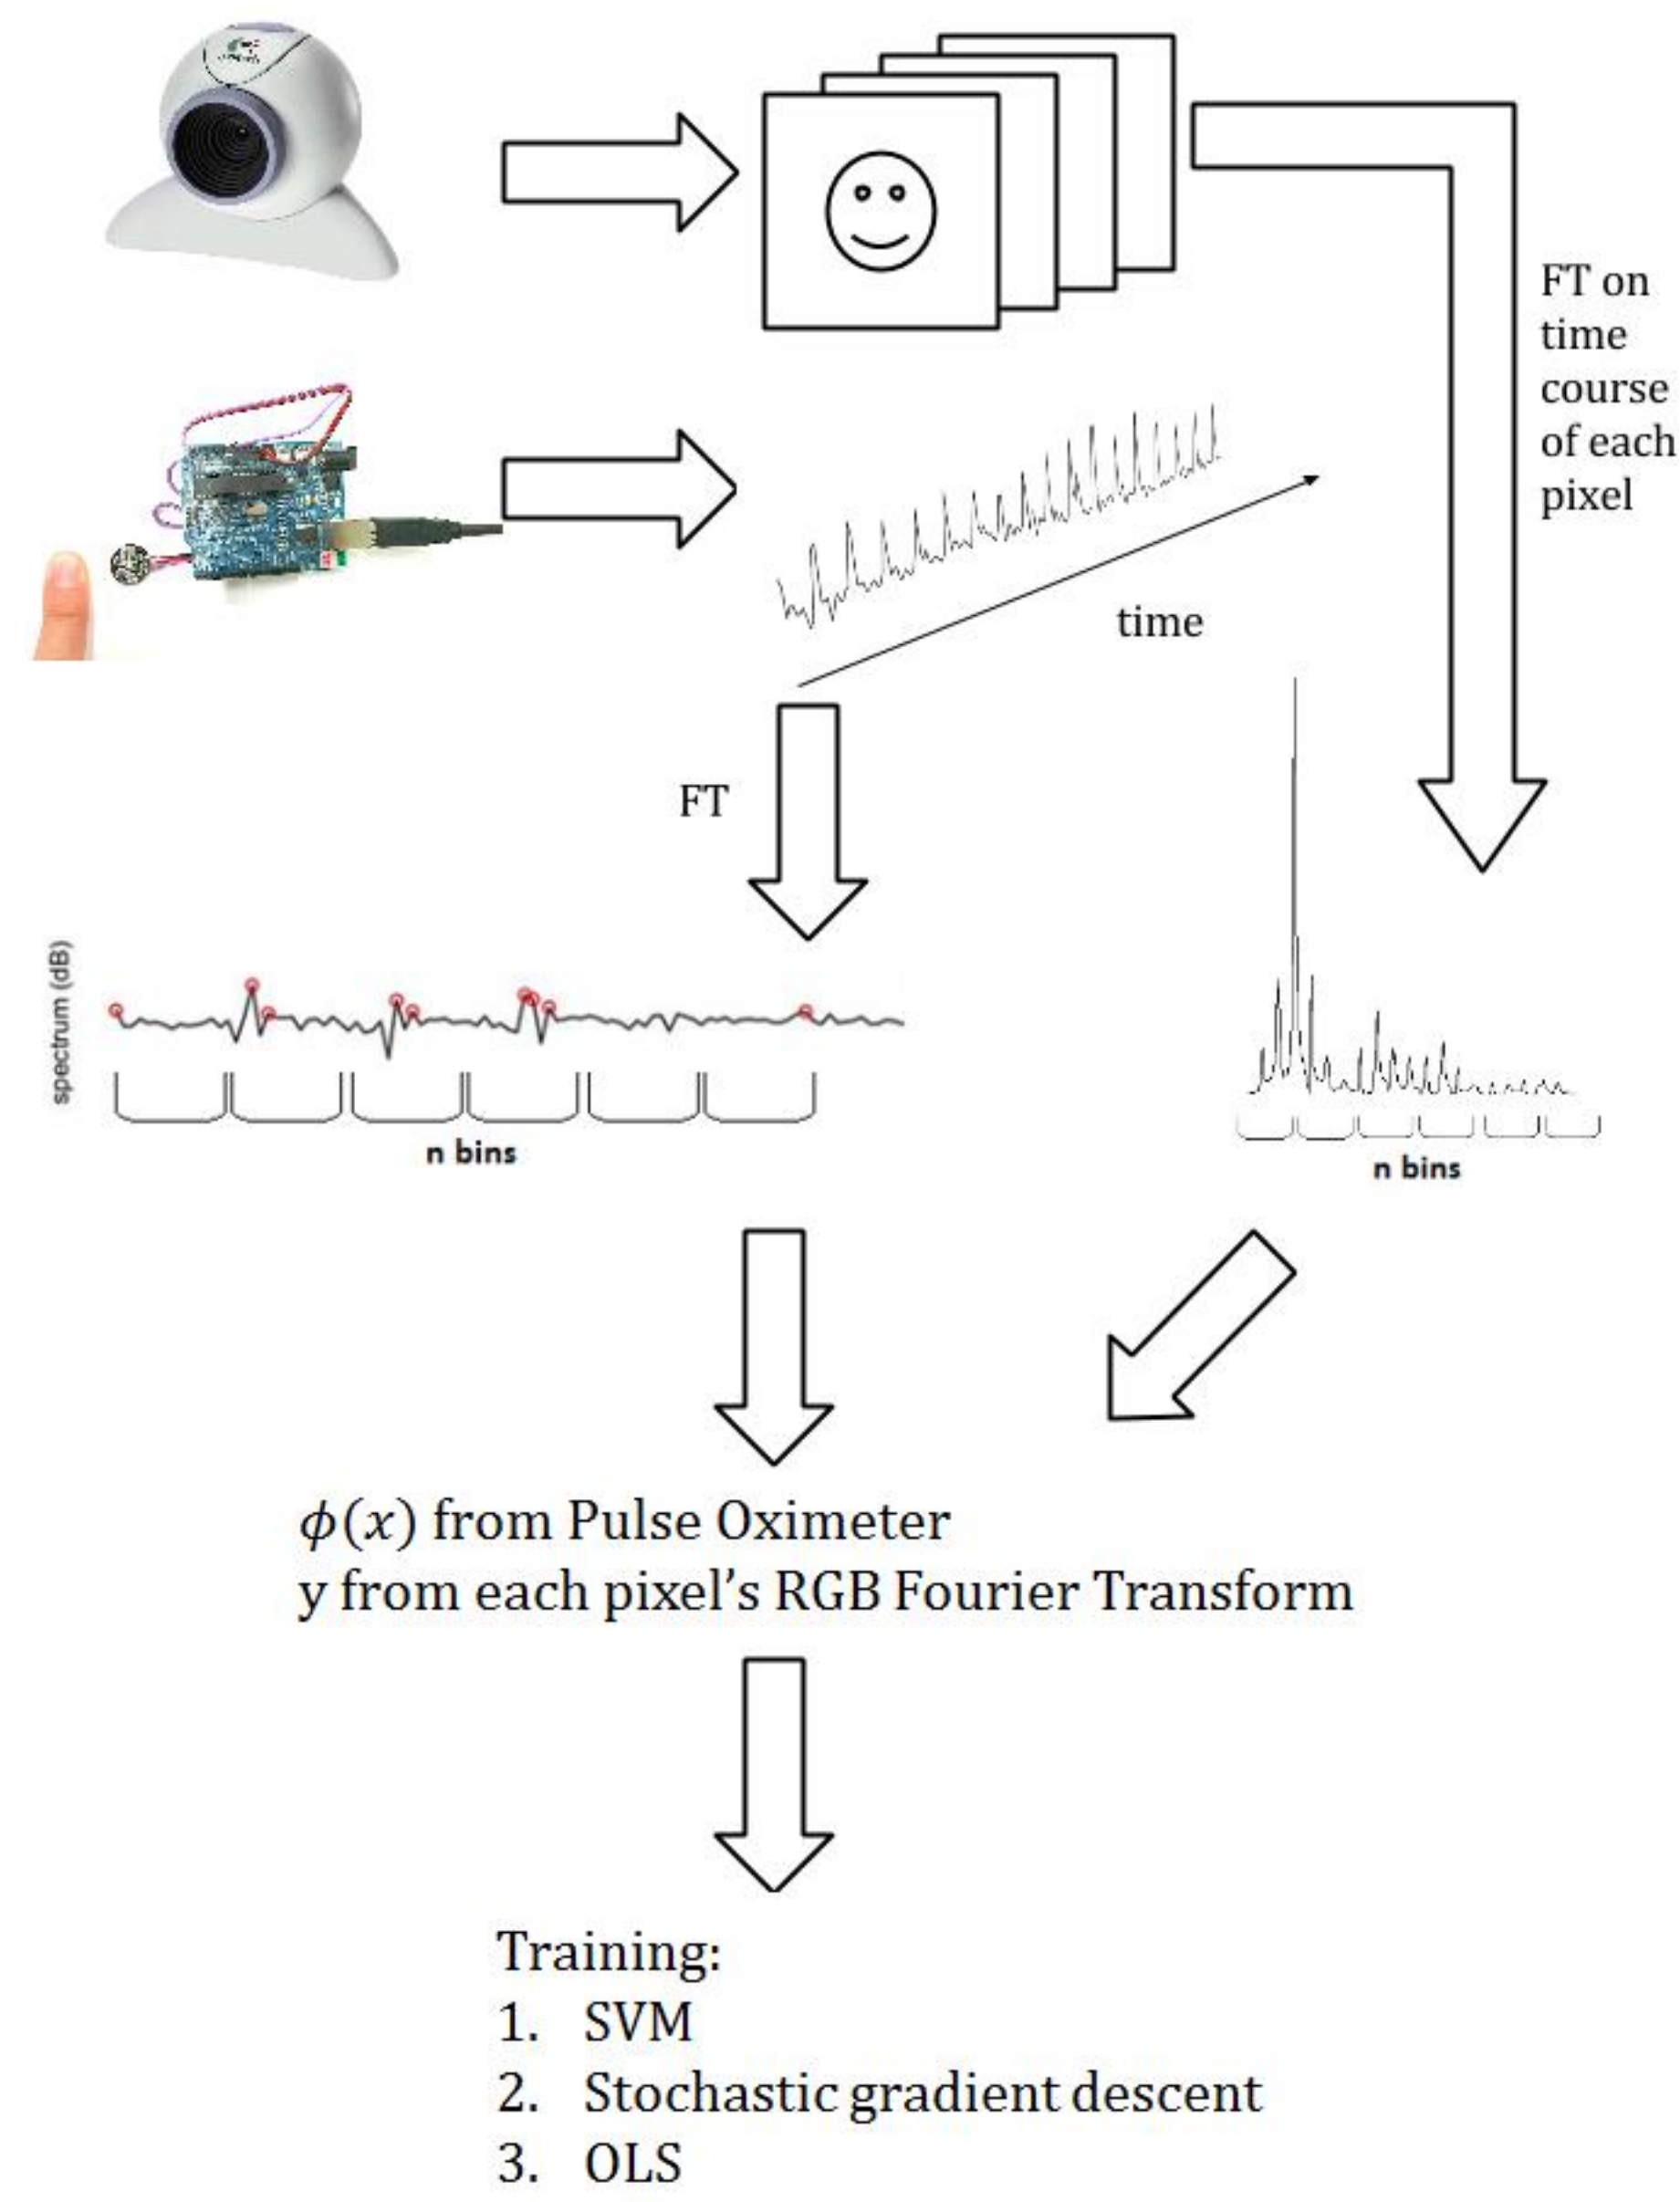 FT on
time
course
of each
pixel
time
FT
spectrum (dB)
n bins
n bins
ϕ(x) from Pulse Oximeter
y from each pixel’s RGB Fourier Transform
Training:
1. SVM
2. Stochastic gradient descent
3. OLS